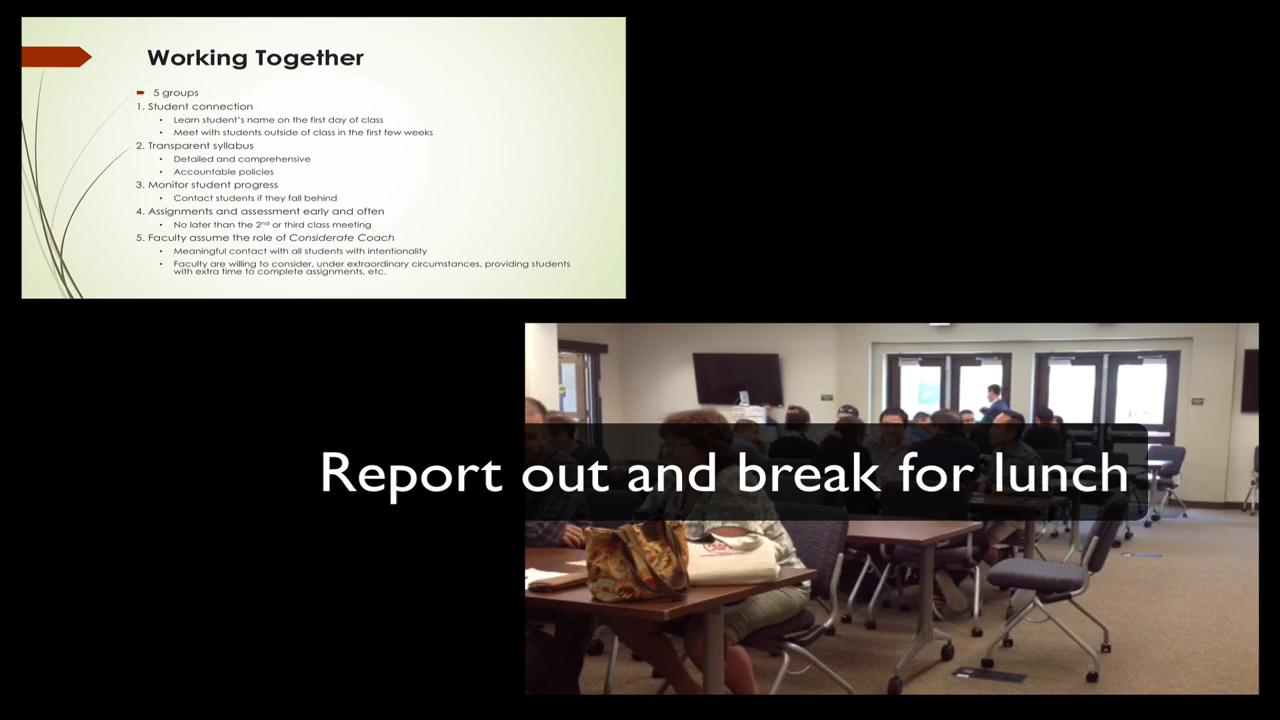 Working Together
5 groups
1. Student connection
• Learn student's name on the first day of class
• Meet with students outside of class in the first few weeks
2. Transparent syllabus
• Detailed and comprehensive
• Accountable policies
3. Monitor student progress
• Contact students if they fall behind
4. Assignments and assessment early and often
• No later than the 2nd or third class meeting
5. Faculty assume the role of Considerate Coach
• Meaningful contact with all students with intentionality
• Faculty are willing to consider, under extraordinary circumstances, providing students
with extra time to complete assignments, etc.
Report out and break for lunch